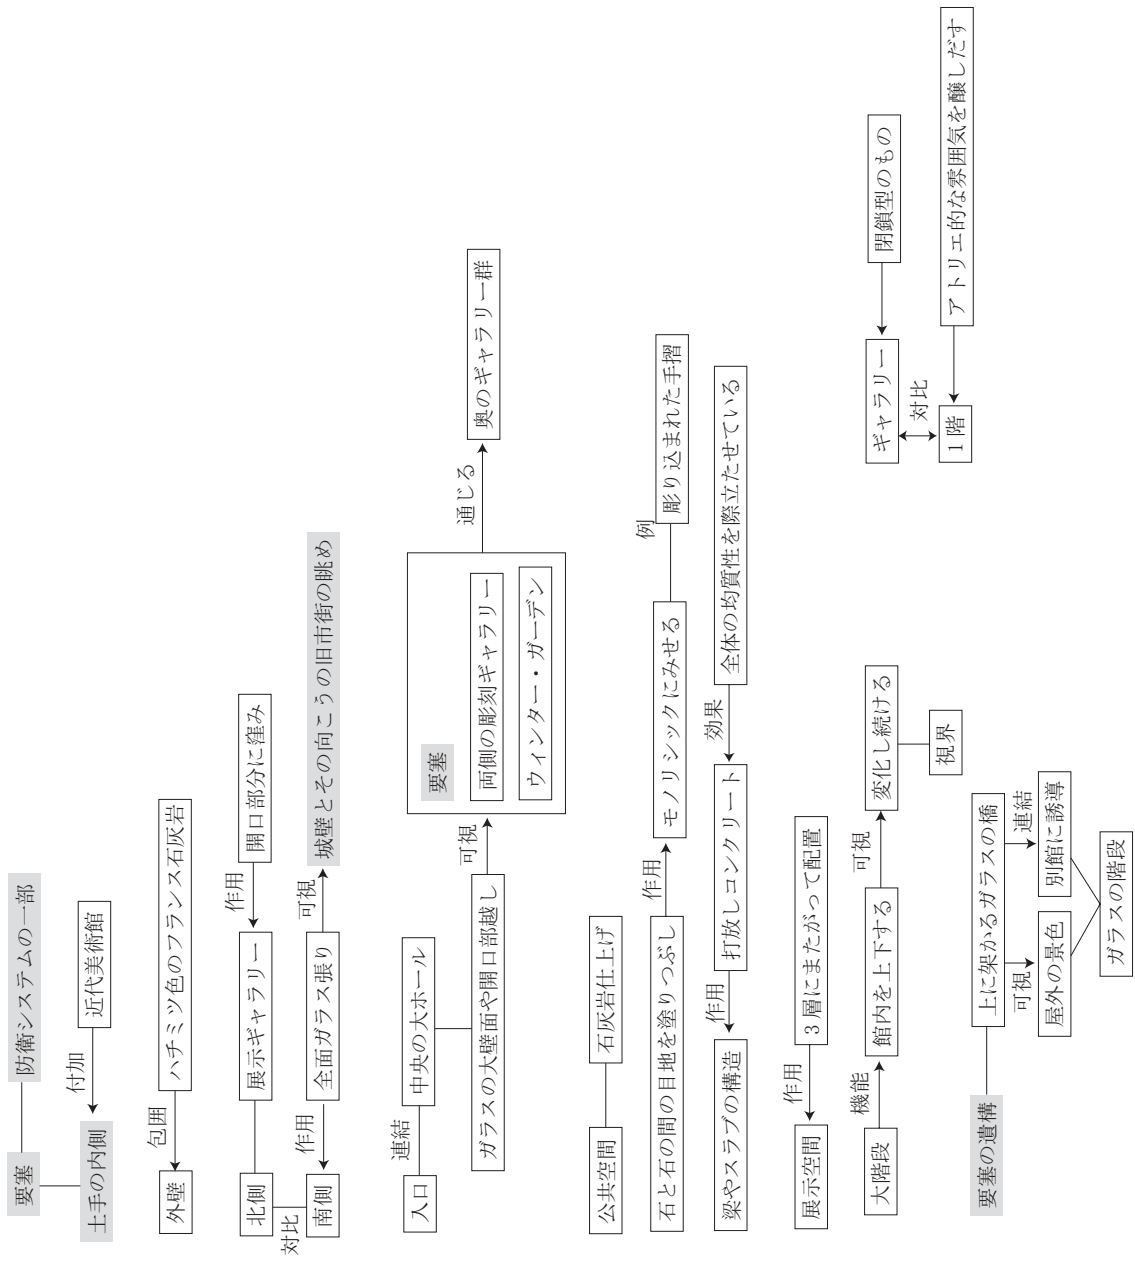 要塞
防衛システムの一部
土手の内側
付加
近代美術館
外壁
包囲
ハチミツ色のフランス石灰岩
北側
展示ギャラリー
作用
開口部分に窪み
対比
南側
作用
全面ガラス張り
可視
城壁とその向こうの旧市街の眺め
入口
連結
中央の大ホール
ガラスの大壁面や開口部越し
可視
要塞
両側の彫刻ギャラリー
ウィンター・ガーデン
通じる
奥のギャラリー群
公共空間
石灰岩仕上げ
石と石の間の目地を塗りつぶし
作用
モノリシックにみせる
例
彫り込まれた手摺
梁やスラブの構造
作用
打放しコンクリート
効果
全体の均質性を際立たせている
展示空間
作用
3層にまたがって配置
大階段
機能
館内を上下する
可視
変化し続ける
視界
ギャラリー
閉鎖型のもの
対比
1階
アトリエ的な雰囲気を醸しだす
要塞の遺構
上に架かるガラスの橋
可視
連結
屋外の景色
別館に誘導
ガラスの階段